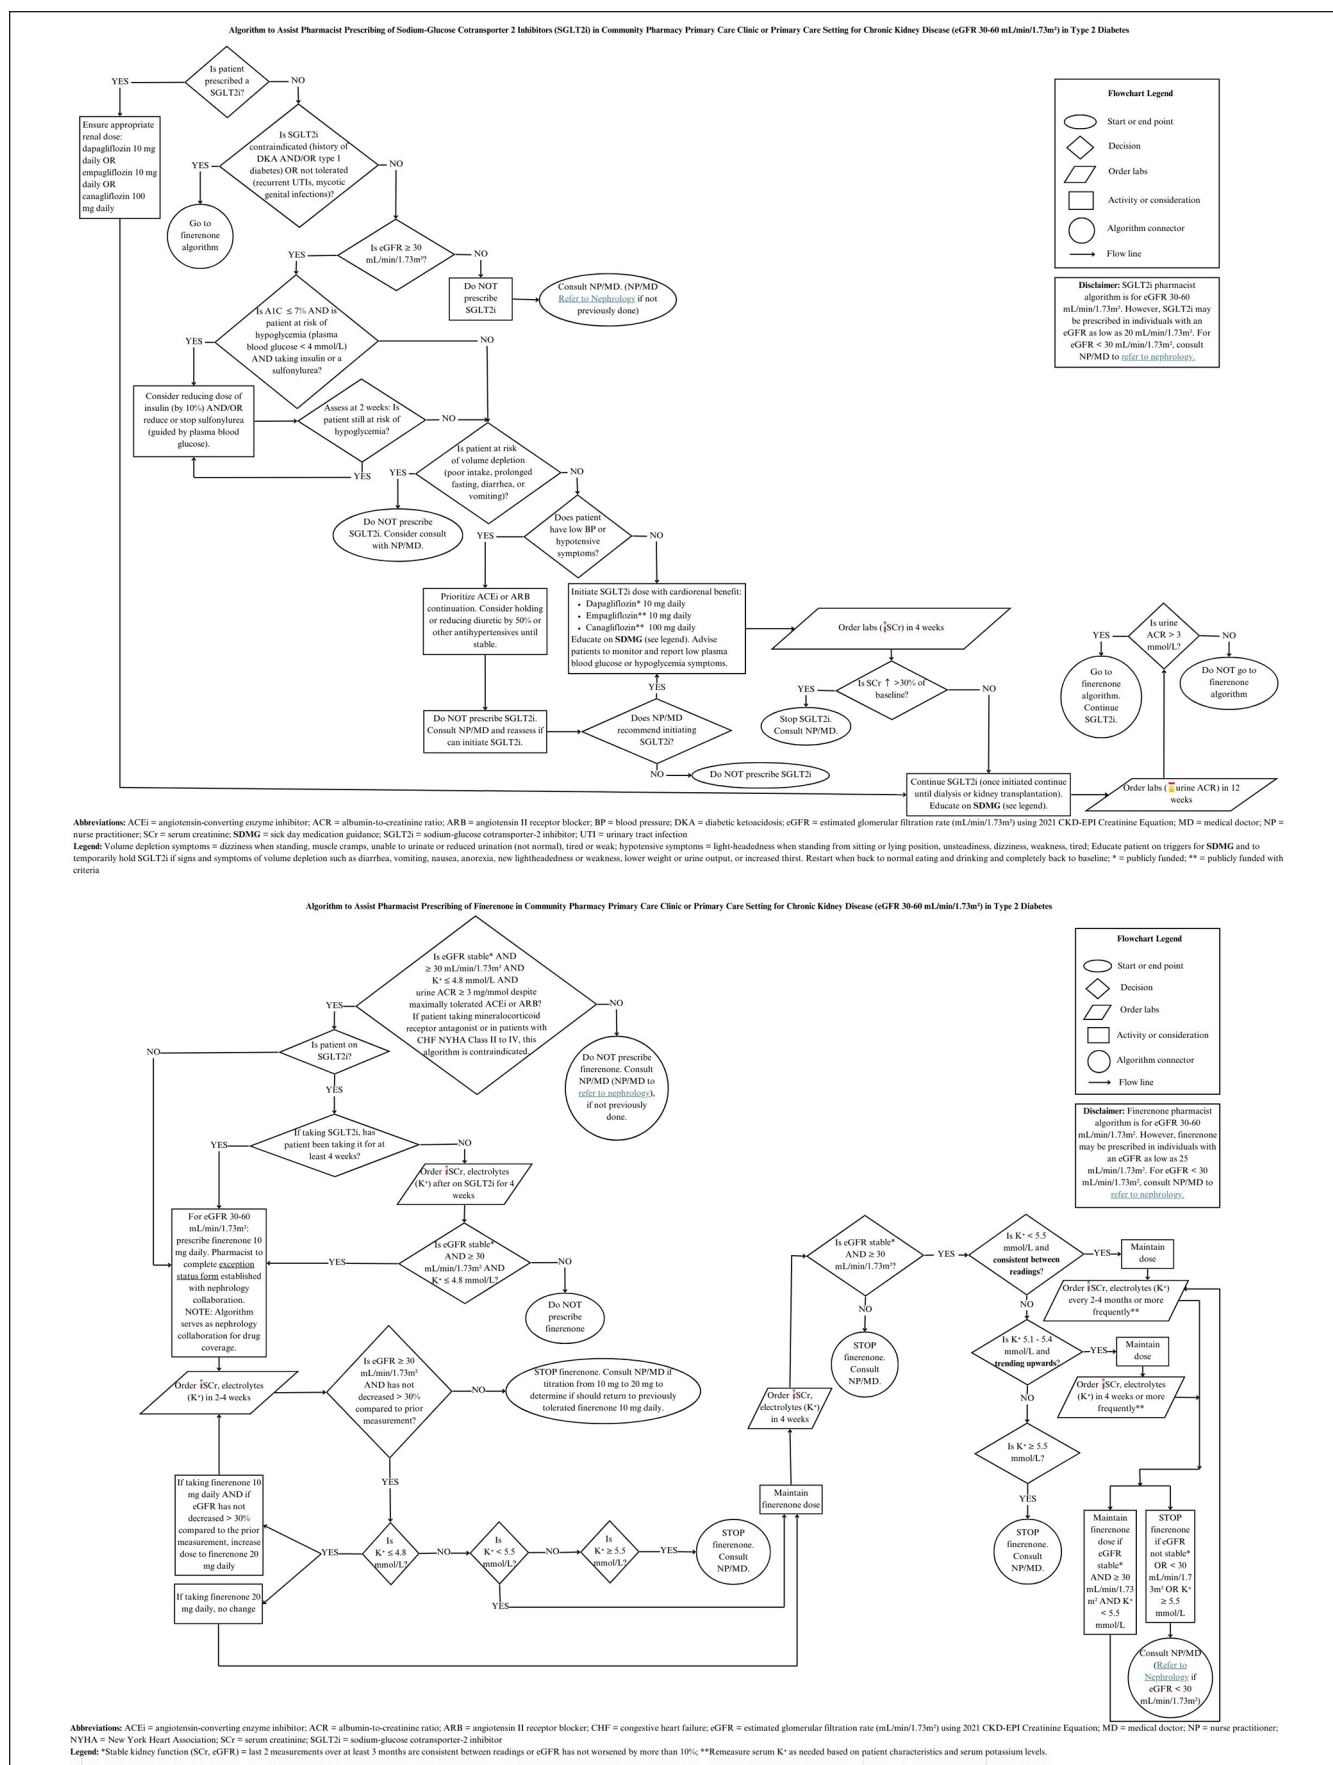 Algorithm to Assist Pharmacist Prescribing of Sodium-Glucose Cotransporter 2 Inhibitors (SGLT2i) in Community Pharmacy Primary Care Clinic or Primary Care Setting for Chronic Kidney Disease (eGFR 30-60 mL/min/1.73m²) in Type 2 Diabetes
Is patient
prescribed a
SGLT2i?
YES
NO
Ensure appropriate
renal dose:
dapagliflozin 10 mg
daily OR
empagliflozin 10 mg
daily OR
canagliflozin 100
mg daily
Is SGLT2i
contraindicated (history of
DKA AND/OR type 1
diabetes) OR not tolerated
(recurrent UTIs, mycotic
genital infections)?
YES
NO
Go to
finerenone
algorithm
Is eGFR ≥ 30
mL/min/1.73m²?
YES
NO
Do NOT
prescribe
SGLT2i
Consult NP/MD. (NP/MD
Refer to Nephrology if not
previously done)
Is A1C ≤ 7% AND is
patient at risk of
hypoglycemia (plasma
blood glucose < 4 mmol/L)
AND taking insulin or a
sulfonylurea?
YES
NO
Consider reducing dose of
insulin (by 10%) AND/OR
reduce or stop sulfonylurea
(guided by plasma blood
glucose).
Assess at 2 weeks: Is
patient still at risk of
hypoglycemia?
NO
YES
Is patient at risk
of volume depletion
(poor intake, prolonged
fasting, diarrhea, or
vomiting)?
YES
NO
Do NOT prescribe
SGLT2i. Consider consult
with NP/MD.
Does patient
have low BP or
hypotensive
symptoms?
YES
NO
Prioritize ACEi or ARB
continuation. Consider holding
or reducing diuretic by 50% or
other antihypertensives until
stable.
Initiate SGLT2i dose with cardiorenal benefit:
• Dapagliflozin* 10 mg daily
• Empagliflozin** 10 mg daily
• Canagliflozin** 100 mg daily
Educate on SDMG (see legend). Advise
patients to monitor and report low plasma
blood glucose or hypoglycemia symptoms.
YES
Do NOT prescribe SGLT2i.
Consult NP/MD and reassess if
can initiate SGLT2i.
Does NP/MD
recommend initiating
SGLT2i?
NO
Do NOT prescribe SGLT2i
Order labs (SCr) in 4 weeks
Is SCr ↑ >30% of
baseline?
YES
NO
Stop SGLT2i.
Consult NP/MD.
Continue SGLT2i (once initiated continue
until dialysis or kidney transplantation).
Educate on SDMG (see legend).
Order labs (urine ACR) in 12
weeks
Is urine
ACR > 3
mmol/L?
YES
NO
Go to
finerenone
algorithm.
Continue
SGLT2i.
Do NOT go to
finerenone
algorithm
Flowchart Legend
Start or end point
Decision
Order labs
Activity or consideration
Algorithm connector
Flow line
Disclaimer: SGLT2i pharmacist
algorithm is for eGFR 30-60
mL/min/1.73m². However, SGLT2i may
be prescribed in individuals with an
eGFR as low as 20 mL/min/1.73m². For
eGFR < 30 mL/min/1.73m², consult
NP/MD to refer to nephrology.
Abbreviations: ACEi = angiotensin-converting enzyme inhibitor; ACR = albumin-to-creatinine ratio; ARB = angiotensin II receptor blocker; BP = blood pressure; DKA = diabetic ketoacidosis; eGFR = estimated glomerular filtration rate (mL/min/1.73m²) using 2021 CKD-EPI Creatinine Equation; MD = medical doctor; NP =
nurse practitioner; SCr = serum creatinine; SDMG = sick day medication guidance; SGLT2i = sodium-glucose cotransporter-2 inhibitor; UTI = urinary tract infection
Legend: Volume depletion symptoms = dizziness when standing, muscle cramps, unable to urinate or reduced urination (not normal), tired or weak; hypotensive symptoms = light-headedness when standing from sitting or lying position, unsteadiness, dizziness, weakness, tired; Educate patient on triggers for SDMG and to
temporarily hold SGLT2i if signs and symptoms of volume depletion such as diarrhea, vomiting, nausea, anorexia, new lightheadedness or weakness, lower weight or urine output, or increased thirst. Restart when back to normal eating and drinking and completely back to baseline; * = publicly funded; ** = publicly funded with
criteria
Algorithm to Assist Pharmacist Prescribing of Finerenone in Community Pharmacy Primary Care Clinic or Primary Care Setting for Chronic Kidney Disease (eGFR 30-60 mL/min/1.73m²) in Type 2 Diabetes
Is eGFR stable* AND
≥ 30 mL/min/1.73m² AND
K⁺ ≤ 4.8 mmol/L AND
urine ACR ≥ 3 mg/mmol despite
maximally tolerated ACEi or ARB?
If patient taking mineralocorticoid
receptor antagonist or in patients with
CHF NYHA Class II to IV, this
algorithm is contraindicated.
YES
NO
Do NOT prescribe
finerenone. Consult
NP/MD (NP/MD to
refer to nephrology),
if not previously
done.
Is patient on
SGLT2i?
NO
YES
If taking SGLT2i, has
patient been taking it for at
least 4 weeks?
YES
NO
Order SCr, electrolytes
(K⁺) after on SGLT2i for 4
weeks
Is eGFR stable*
AND ≥ 30
mL/min/1.73m² AND
K⁺ ≤ 4.8 mmol/L?
YES
NO
Do NOT
prescribe
finerenone
For eGFR 30-60
mL/min/1.73m²:
prescribe finerenone 10
mg daily. Pharmacist to
complete exception
status form established
with nephrology
collaboration.
NOTE: Algorithm
serves as nephrology
collaboration for drug
coverage.
Order SCr, electrolytes
(K⁺) in 2-4 weeks
Is eGFR ≥ 30
mL/min/1.73m²
AND has not
decreased > 30%
compared to prior
measurement?
NO
STOP finerenone. Consult NP/MD if
titration from 10 mg to 20 mg to
determine if should return to previously
tolerated finerenone 10 mg daily.
YES
Is
K⁺ ≤ 4.8
mmol/L?
YES
NO
If taking finerenone 10
mg daily AND if
eGFR has not
decreased > 30%
compared to the prior
measurement, increase
dose to finerenone 20
mg daily
If taking finerenone 20
mg daily, no change
Is
K⁺ < 5.5
mmol/L?
NO
YES
Is
K⁺ ≥ 5.5
mmol/L?
YES
STOP
finerenone.
Consult
NP/MD.
Maintain
finerenone dose
Order SCr,
electrolytes (K⁺)
in 4 weeks
Is eGFR stable*
AND ≥ 30
mL/min/1.73m²?
YES
NO
STOP
finerenone.
Consult
NP/MD.
Is K⁺ < 5.5
mmol/L and
consistent between
readings?
YES
Maintain
dose
Order SCr, electrolytes (K⁺)
every 2-4 months or more
frequently**
NO
Is K⁺ 5.1 - 5.4
mmol/L and
trending upwards?
YES
Maintain
dose
Order SCr, electrolytes
(K⁺) in 4 weeks or more
frequently**
NO
Is K⁺ ≥ 5.5
mmol/L?
YES
STOP
finerenone.
Consult
NP/MD.
Maintain
finerenone
dose if
eGFR
stable*
AND ≥ 30
mL/min/1.73
m² AND K⁺
< 5.5
mmol/L
STOP
finerenone
if eGFR
not stable*
OR < 30
mL/min/1.7
3m² OR K⁺
≥ 5.5
mmol/L
Consult NP/MD
(Refer to
Nephrology if
eGFR < 30
mL/min/1.73m²)
Flowchart Legend
Start or end point
Decision
Order labs
Activity or consideration
Algorithm connector
Flow line
Disclaimer: Finerenone pharmacist
algorithm is for eGFR 30-60
mL/min/1.73m². However, finerenone
may be prescribed in individuals with
an eGFR as low as 25
mL/min/1.73m². For eGFR < 30
mL/min/1.73m², consult NP/MD to
refer to nephrology.
Abbreviations: ACEi = angiotensin-converting enzyme inhibitor; ACR = albumin-to-creatinine ratio; ARB = angiotensin II receptor blocker; CHF = congestive heart failure; eGFR = estimated glomerular filtration rate (mL/min/1.73m²) using 2021 CKD-EPI Creatinine Equation; MD = medical doctor; NP = nurse practitioner;
NYHA = New York Heart Association; SCr = serum creatinine; SGLT2i = sodium-glucose cotransporter-2 inhibitor
Legend: *Stable kidney function (SCr, eGFR) = last 2 measurements over at least 3 months are consistent between readings or eGFR has not worsened by more than 10%; **Remeasure serum K⁺ as needed based on patient characteristics and serum potassium levels.